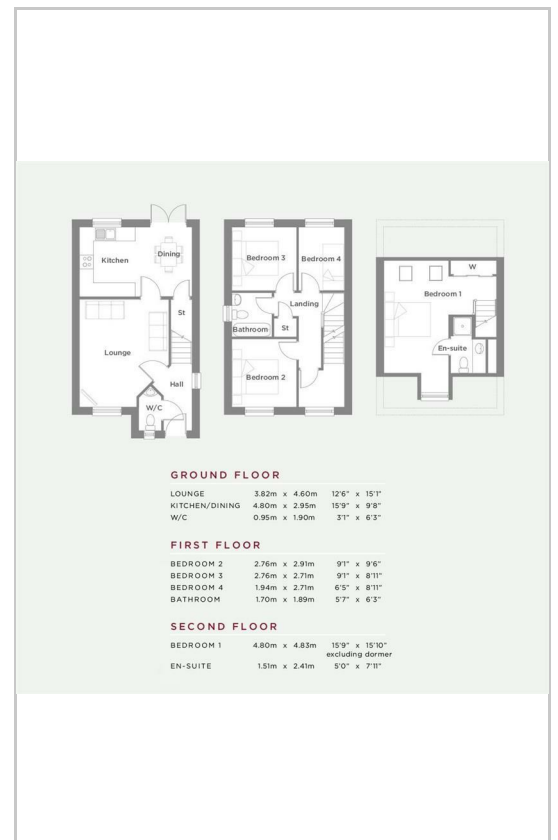 Kitchen
Dining
St
Lounge
Hall
W/C
Bedroom 3
Bedroom 4
Landing
Bathroom
St
Bedroom 2
W
Bedroom 1
En-suite
GROUND FLOOR
LOUNGE 3.82m x 4.60m 12'6" x 15'1"
KITCHEN/DINING 4.80m x 2.95m 15'9" x 9'8"
W/C 0.95m x 1.90m 3'1" x 6'3"
FIRST FLOOR
BEDROOM 2 2.76m x 2.91m 9'1" x 9'6"
BEDROOM 3 2.76m x 2.71m 9'1" x 8'11"
BEDROOM 4 1.94m x 2.71m 6'5" x 8'11"
BATHROOM 1.70m x 1.89m 5'7" x 6'3"
SECOND FLOOR
BEDROOM 1 4.80m x 4.83m 15'9" x 15'10"
excluding dormer
EN-SUITE 1.51m x 2.41m 5'0" x 7'11"